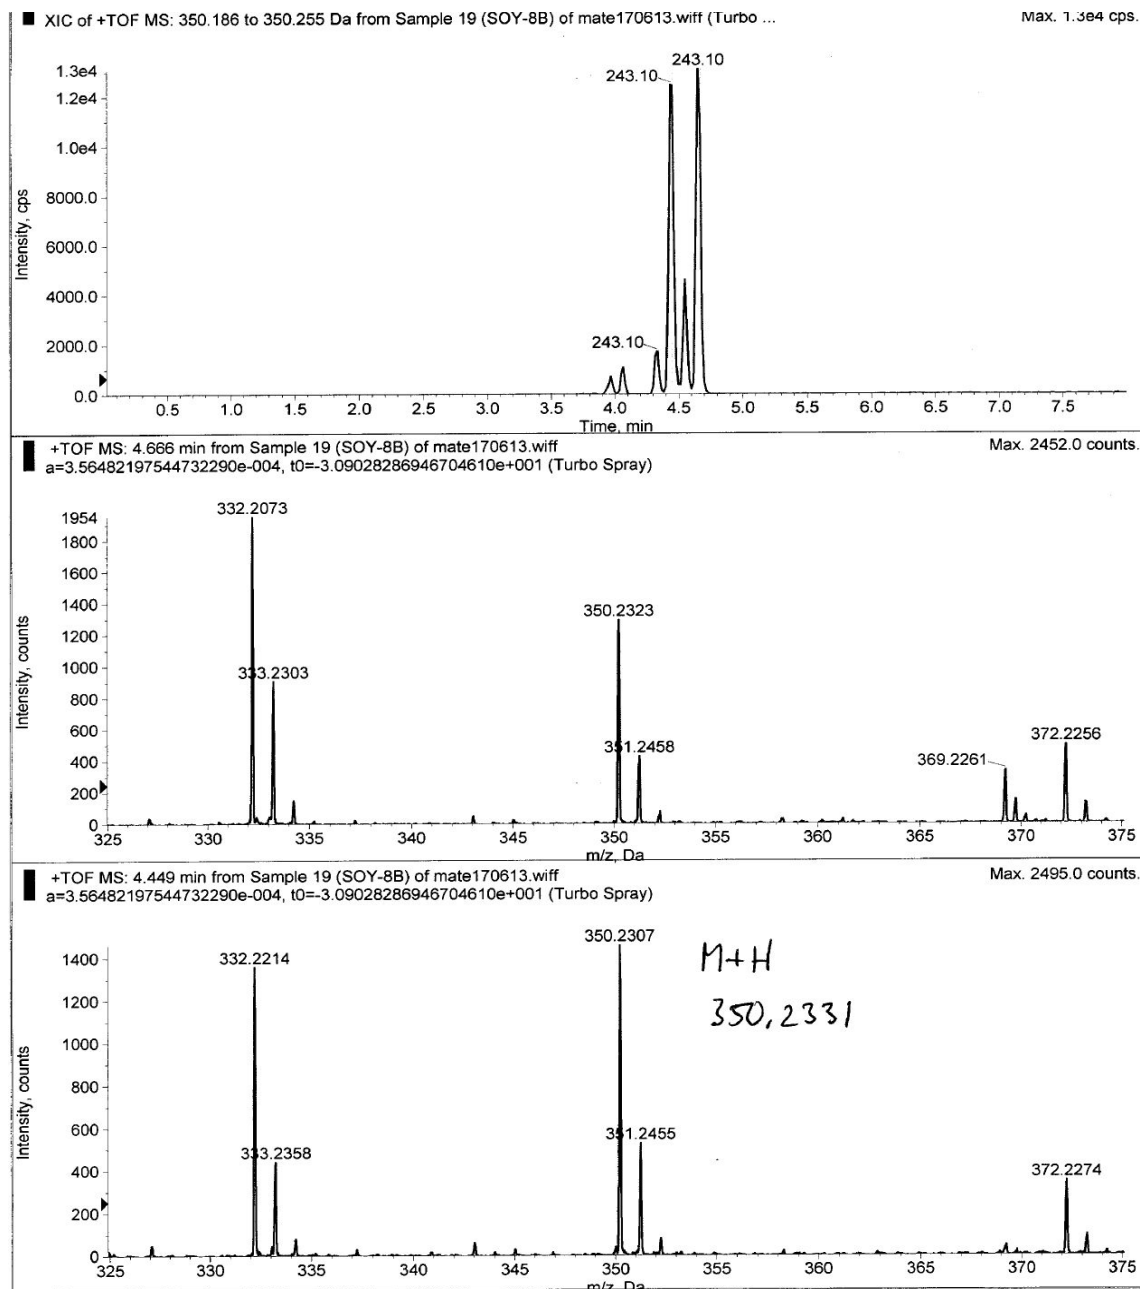 XIC of +TOF MS: 350.186 to 350.255 Da from Sample 19 (SOY-8B) of mate170613.wiff (Turbo ...
Max. 1.3e4 cps.
243.10
243.10
243.10
1.3e4
1.2e4
1.0e4
8000.0
6000.0
4000.0
2000.0
0.0
Intensity, cps
0.5 1.0 1.5 2.0 2.5 3.0 3.5 4.0 4.5 5.0 5.5 6.0 6.5 7.0 7.5
Time, min
+TOF MS: 4.666 min from Sample 19 (SOY-8B) of mate170613.wiff
Max. 2452.0 counts.
a=3.56482197544732290e-004, t0=-3.09028286946704610e+001 (Turbo Spray)
332.2073
333.2303
350.2323
351.2458
369.2261
372.2256
1954
1800
1600
1400
1200
1000
800
600
400
200
0
Intensity, counts
325 330 335 340 345 350 355 360 365 370 375
m/z, Da
+TOF MS: 4.449 min from Sample 19 (SOY-8B) of mate170613.wiff
Max. 2495.0 counts.
a=3.56482197544732290e-004, t0=-3.09028286946704610e+001 (Turbo Spray)
350.2307
M+H
350,2331
332.2214
333.2358
351.2455
372.2274
1400
1200
1000
800
600
400
200
0
Intensity, counts
325 330 335 340 345 350 355 360 365 370 375
m/z, Da